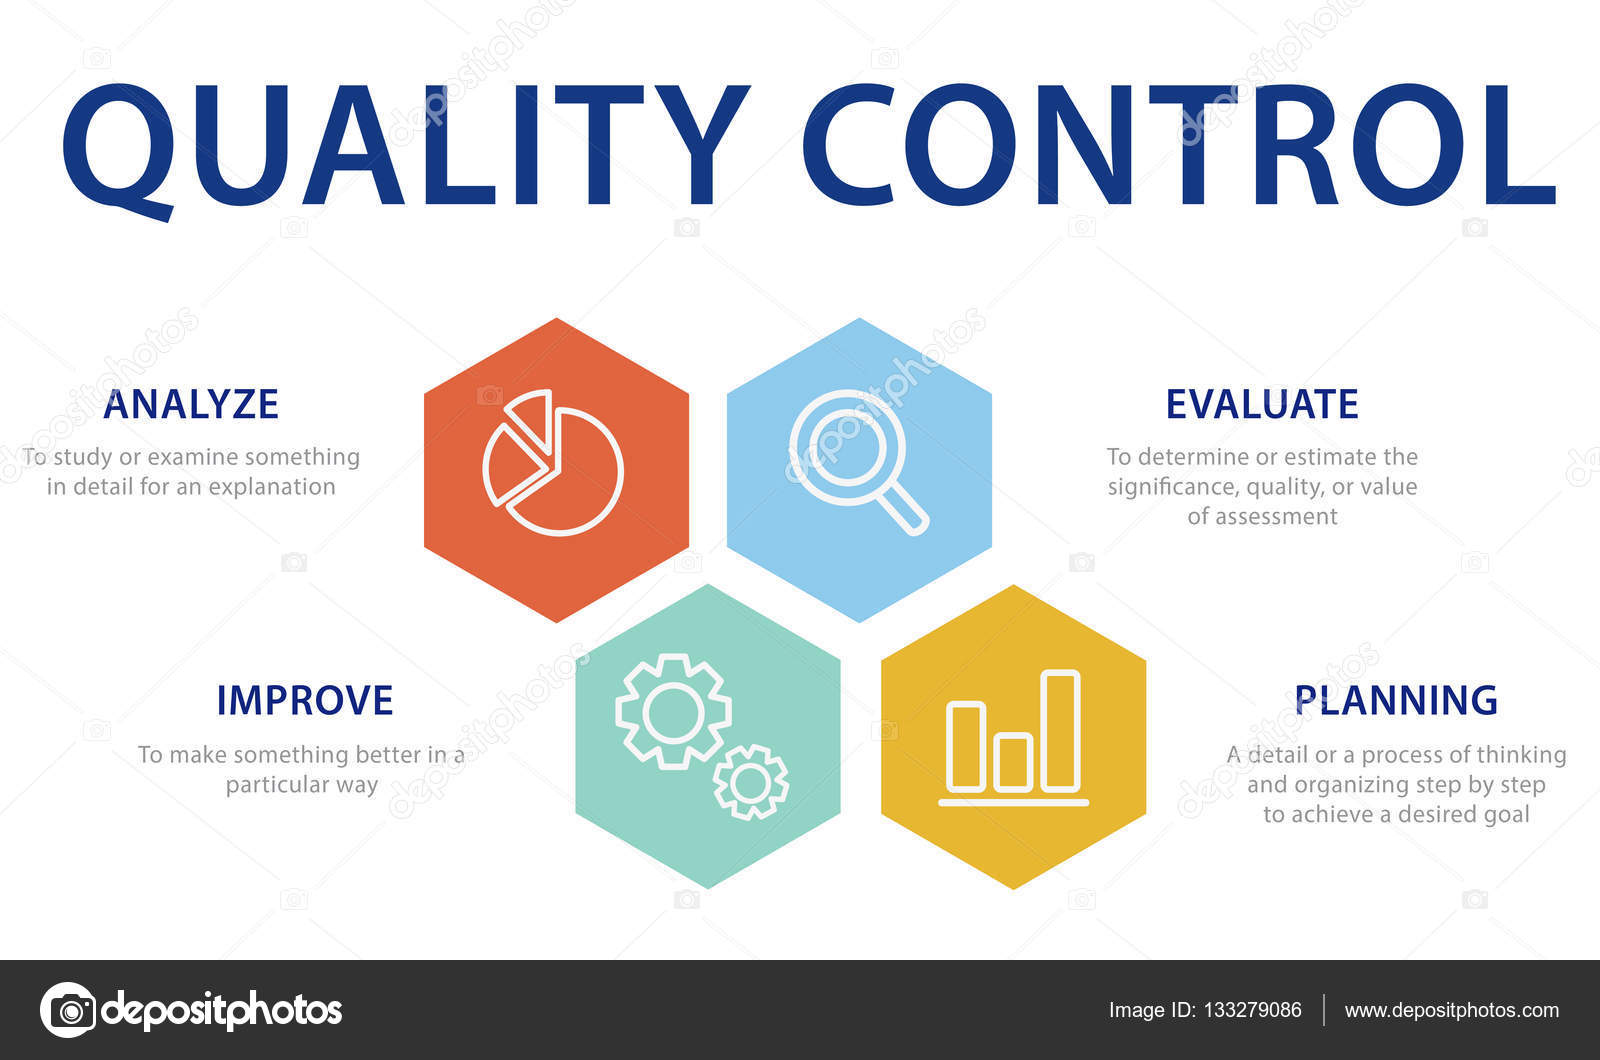 QUALITY CONTROL
ANALYZE
To study or examine something
in detail for an explanation
EVALUATE
To determine or estimate the
significance, quality, or value
of assessment
IMPROVE
To make something better in a
particular way
PLANNING
A detail or a process of thinking
and organizing step by step
to achieve a desired goal
depositphotos
Image ID: 133279086
www.depositphotos.com